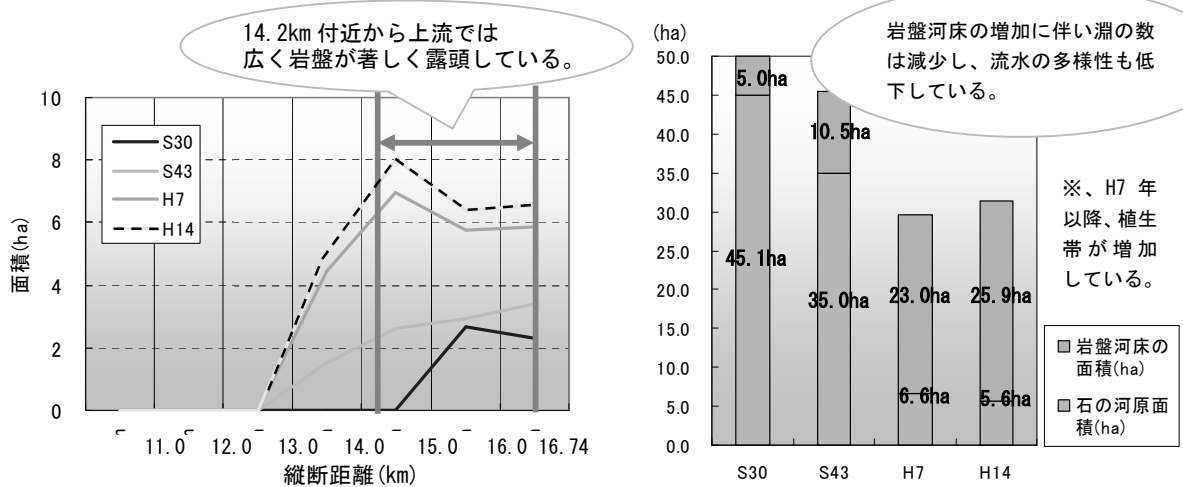 14.2km 付近から上流では
広く岩盤が著しく露頭している。
面積(ha)
10
8
6
4
2
0
S30
S43
H7
H14
11.0 12.0 13.0 14.0 15.0 16.0 16.74
縦断距離(km)
(ha)
岩盤河床の増加に伴い淵の数
は減少し、流水の多様性も低
下している。
50.0
45.0
40.0
35.0
30.0
25.0
20.0
15.0
10.0
5.0
0.0
5.0ha
45.1ha
10.5ha
35.0ha
23.0ha
6.6ha
25.9ha
5.6ha
S30 S43 H7 H14
※、H7 年
以降、植生
帯が増加
している。
岩盤河床の
面積(ha)
石の河原面
積(ha)